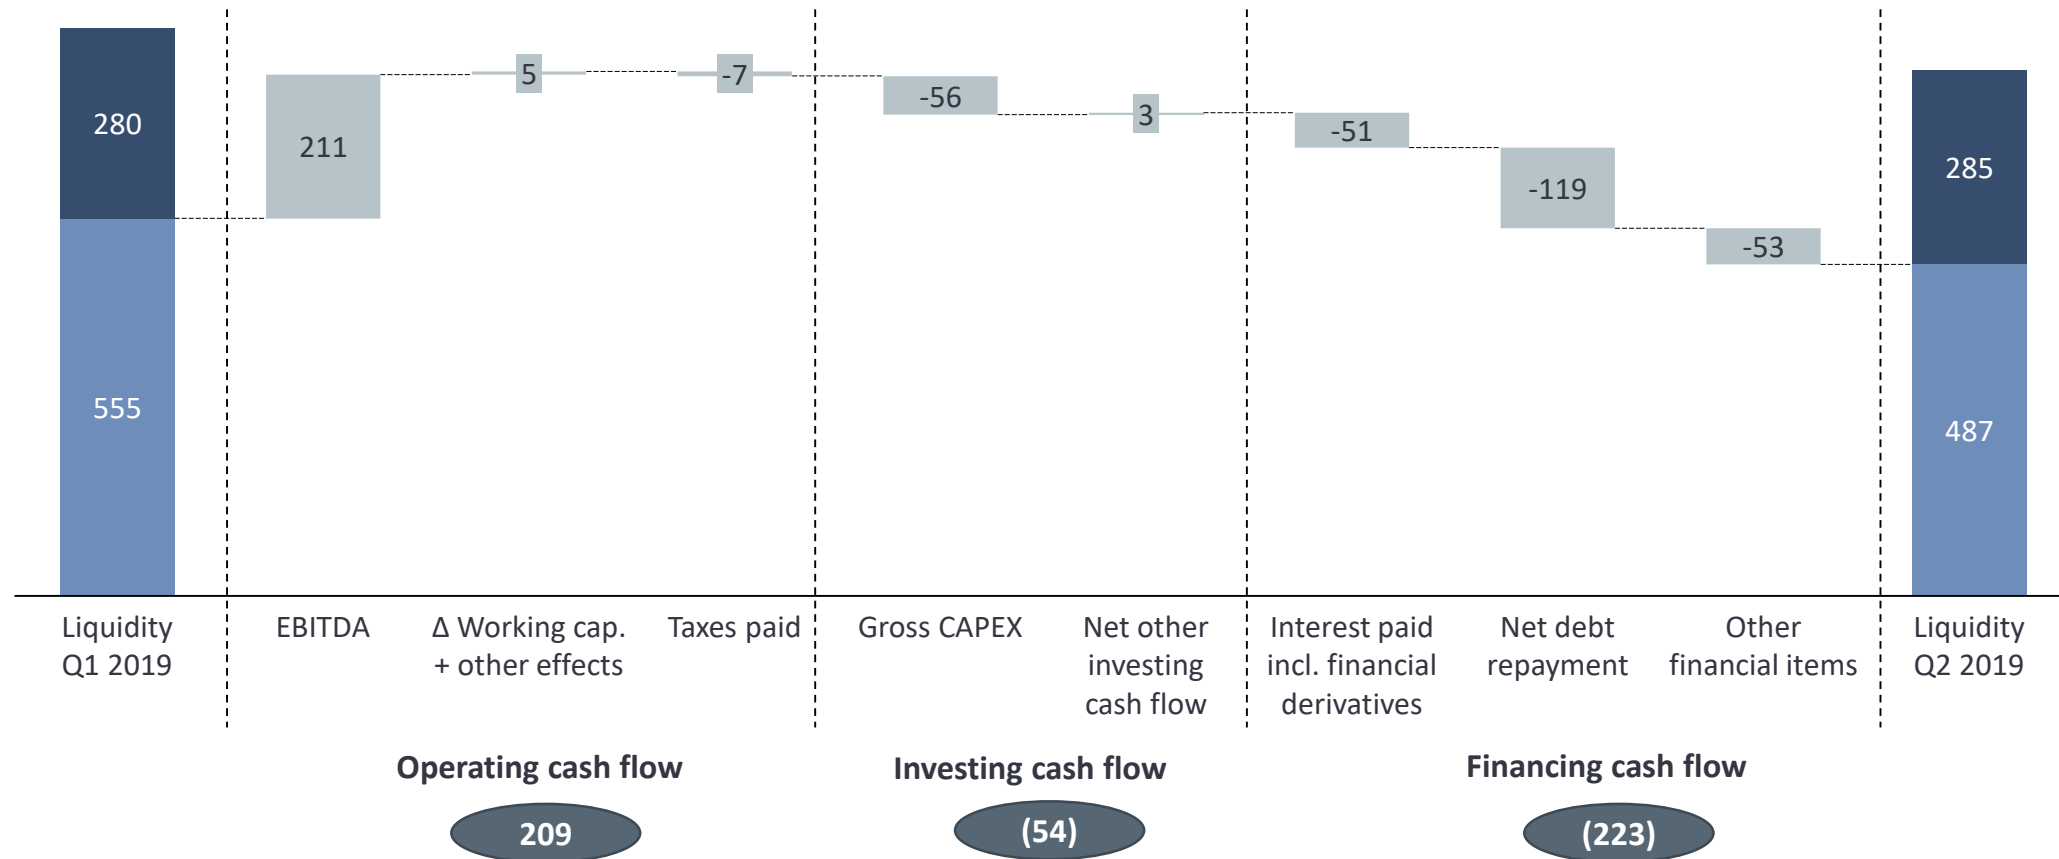 280
555
211
5
-7
-56
3
-51
-119
-53
285
487
Liquidity
Q1 2019
EBITDA
Δ Working cap.
+ other effects
Taxes paid
Gross CAPEX
Net other
investing
cash flow
Interest paid
incl. financial
derivatives
Net debt
repayment
Other
financial items
Liquidity
Q2 2019
Operating cash flow
209
Investing cash flow
(54)
Financing cash flow
(223)